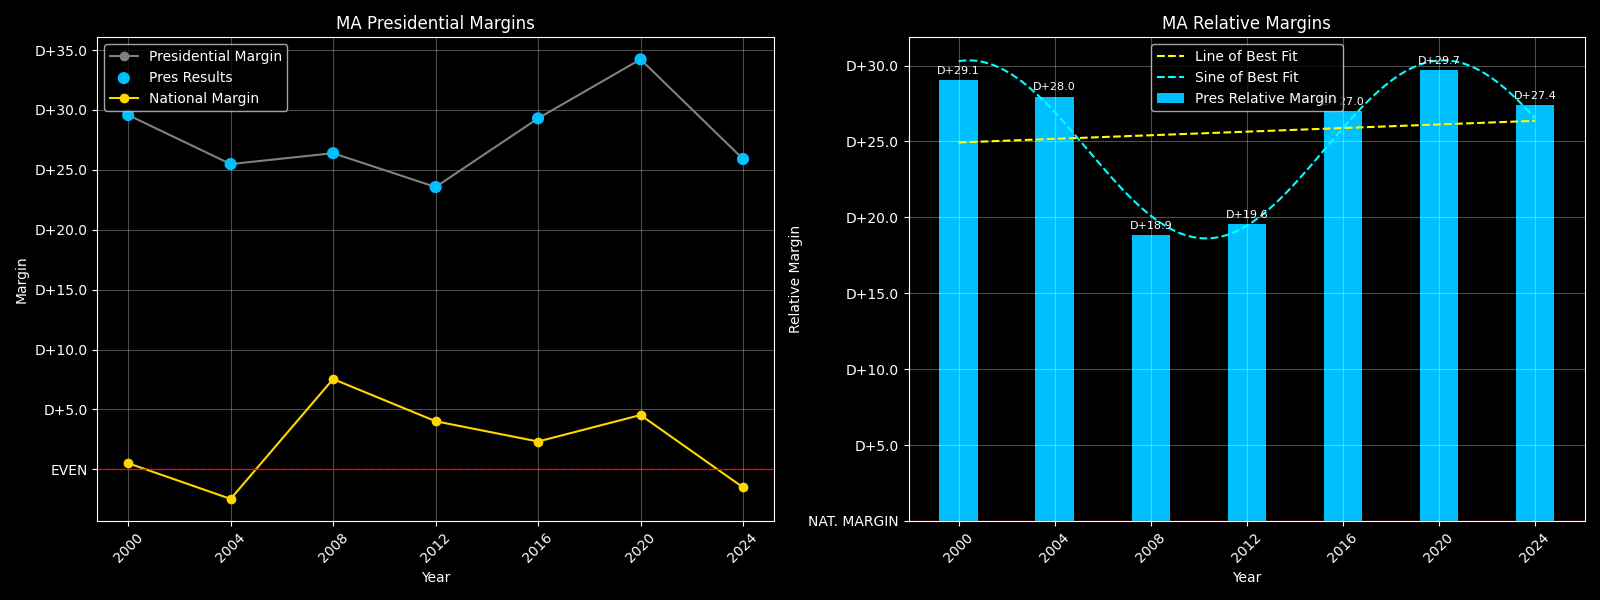 MA Presidential Margins
Presidential Margin
Pres Results
National Margin
D+35.0
D+30.0
D+25.0
D+20.0
D+15.0
D+10.0
D+5.0
EVEN
Margin
2000
2004
2008
2012
2016
2020
2024
Year
MA Relative Margins
Line of Best Fit
Sine of Best Fit
Pres Relative Margin
D+29.1
D+28.0
D+18.9
D+19.6
27.0
D+29.7
D+27.4
D+30.0
D+25.0
D+20.0
D+15.0
D+10.0
D+5.0
NAT. MARGIN
Relative Margin
2000
2004
2008
2012
2016
2020
2024
Year